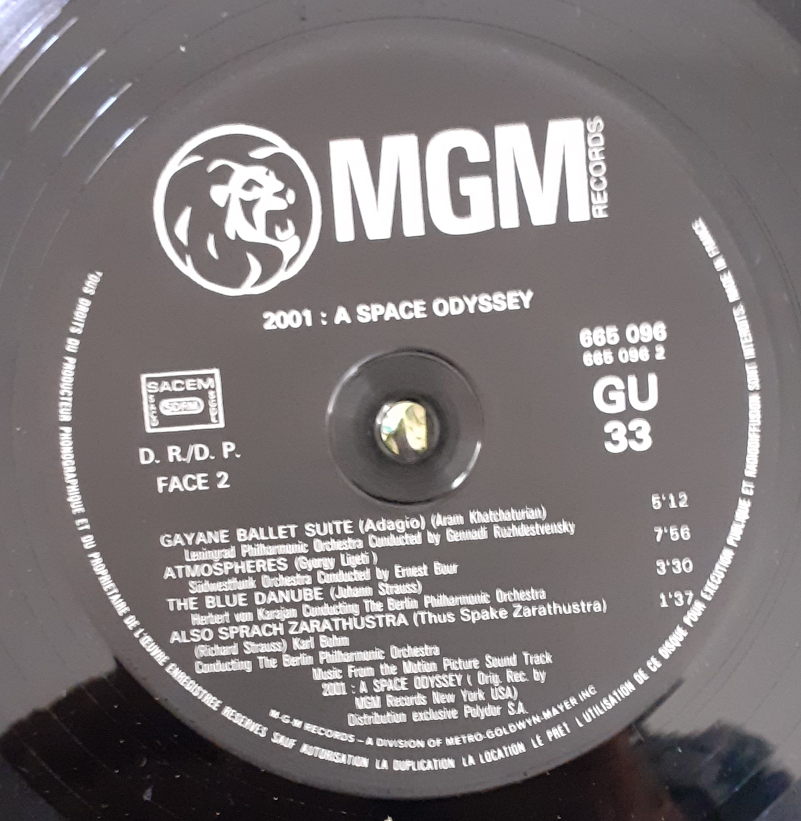 MGM
RECORDS
2001 : A SPACE ODYSSEY
665 096
665 096 2
GU
33
SACEM
SDRM
D. R./D. P.
FACE 2
GAYANE BALLET SUITE (Adagio) (Aram Khatchaturian) 5'12
Leningrad Philharmonic Orchestra Conducted by Gennadi Rozhdestvensky
ATMOSPHERES (Gyorgy Ligeti) 7'56
Südwestfunk Orchestra Conducted by Ernest Bour
THE BLUE DANUBE (Johann Strauss) 3'30
Herbert von Karajan Conducting The Berlin Philharmonic Orchestra
ALSO SPRACH ZARATHUSTRA (Thus Spake Zarathustra) 1'37
(Richard Strauss) Karl Bohm
Conducting The Berlin Philharmonic Orchestra
Music From the Motion Picture Sound Track
2001 : A SPACE ODYSSEY ( Orig. Rec. by
MGM Records New York USA)
Distribution exclusive Polydor S.A.
M-G-M RECORDS - A DIVISION OF METRO-GOLDWYN-MAYER INC
TOUS DROITS DU PRODUCTEUR PHONOGRAPHIQUE ET DU PROPRIETAIRE DE L'ŒUVRE ENREGISTREE RESERVES SAUF AUTORISATION LA DUPLICATION LA LOCATION LE PRET L UTILISATION DE CE DISQUE POUR EXECUTION PUBLIQUE ET RADIODIFFUSION SONT INTERDITS. MADE IN FRANCE